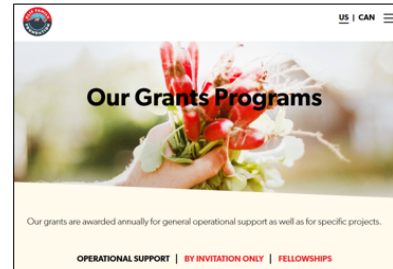 US | CAN
Our Grants Programs
Our grants are awarded annually for general operational support as well as for specific projects.
OPERATIONAL SUPPORT | BY INVITATION ONLY | FELLOWSHIPS